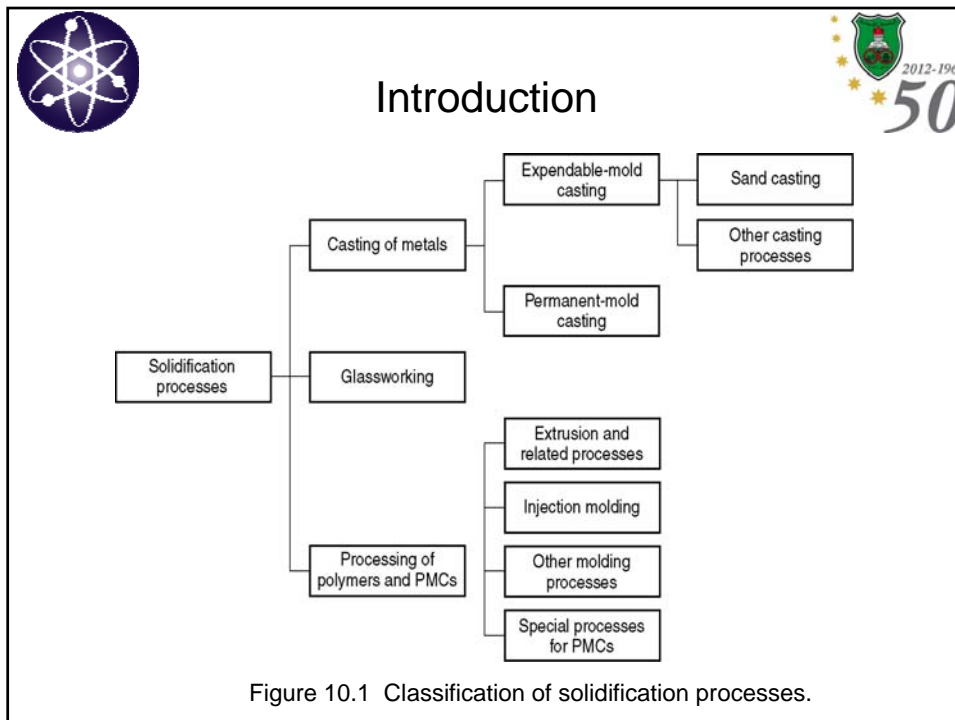 Introduction
2012-196
50
Expendable-mold
casting
Sand casting
Casting of metals
Other casting
processes
Permanent-mold
casting
Solidification
processes
Glassworking
Extrusion and
related processes
Injection molding
Processing of
polymers and PMCs
Other molding
processes
Special processes
for PMCs
Figure 10.1 Classification of solidification processes.